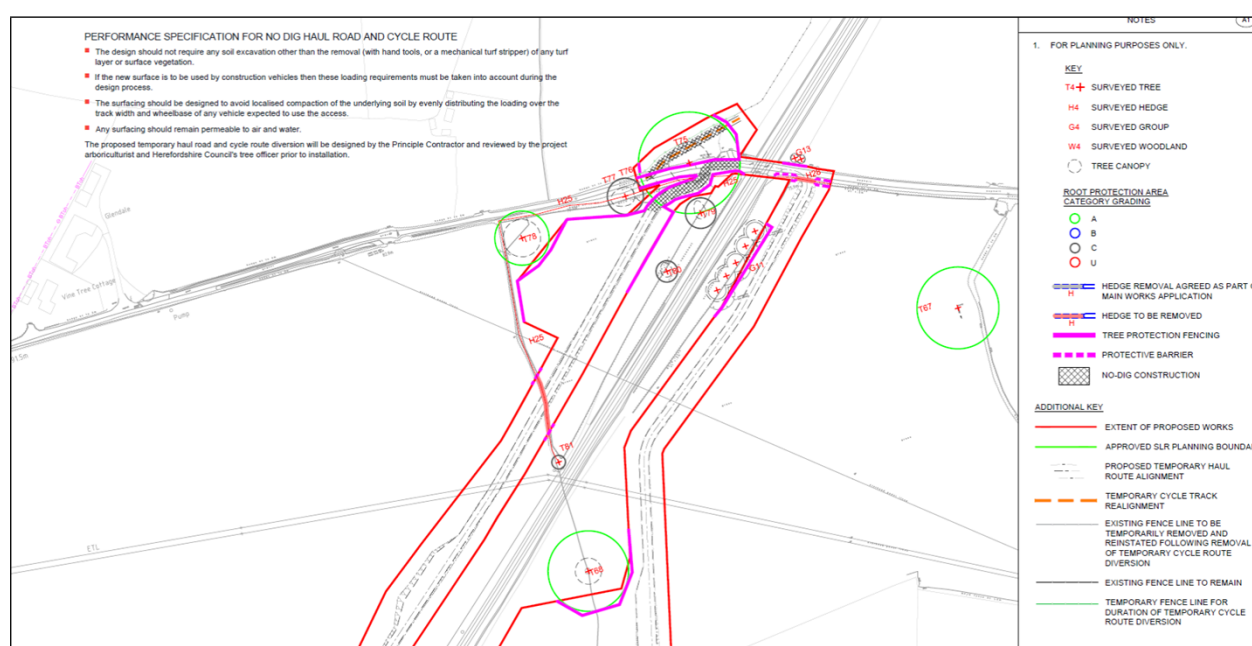 PERFORMANCE SPECIFICATION FOR NO DIG HAUL ROAD AND CYCLE ROUTE
The design should not require any soil excavation other than the removal (with hand tools, or a mechanical turf stripper) of any turf
layer or surface vegetation.
If the new surface is to be used by construction vehicles then these loading requirements must be taken into account during the
design process.
The surfacing should be designed to avoid localised compaction of the underlying soil by evenly distributing the loading over the
track width and wheelbase of any vehicle expected to use the access.
Any surfacing should remain permeable to air and water.
The proposed temporary haul road and cycle route diversion will be designed by the Principle Contractor and reviewed by the project
arboriculturist and Herefordshire Council's tree officer prior to installation.
Glendale
Vine Tree Cottage
Pump
ETL
T75
T76
T77
H25
T78
H25
T79
G13
H26
H25
G11
T67
T81
NOTES
A1
1. FOR PLANNING PURPOSES ONLY.
KEY
T4 SURVEYED TREE
H4 SURVEYED HEDGE
G4 SURVEYED GROUP
W4 SURVEYED WOODLAND
TREE CANOPY
ROOT PROTECTION AREA
CATEGORY GRADING
A
B
C
U
HEDGE REMOVAL AGREED AS PART
H MAIN WORKS APPLICATION
HEDGE TO BE REMOVED
H
TREE PROTECTION FENCING
PROTECTIVE BARRIER
NO-DIG CONSTRUCTION
ADDITIONAL KEY
EXTENT OF PROPOSED WORKS
APPROVED SLR PLANNING BOUNDA
PROPOSED TEMPORARY HAUL
ROUTE ALIGNMENT
TEMPORARY CYCLE TRACK
REALIGNMENT
EXISTING FENCE LINE TO BE
TEMPORARILY REMOVED AND
REINSTATED FOLLOWING REMOVAL
OF TEMPORARY CYCLE ROUTE
DIVERSION
EXISTING FENCE LINE TO REMAIN
TEMPORARY FENCE LINE FOR
DURATION OF TEMPORARY CYCLE
ROUTE DIVERSION